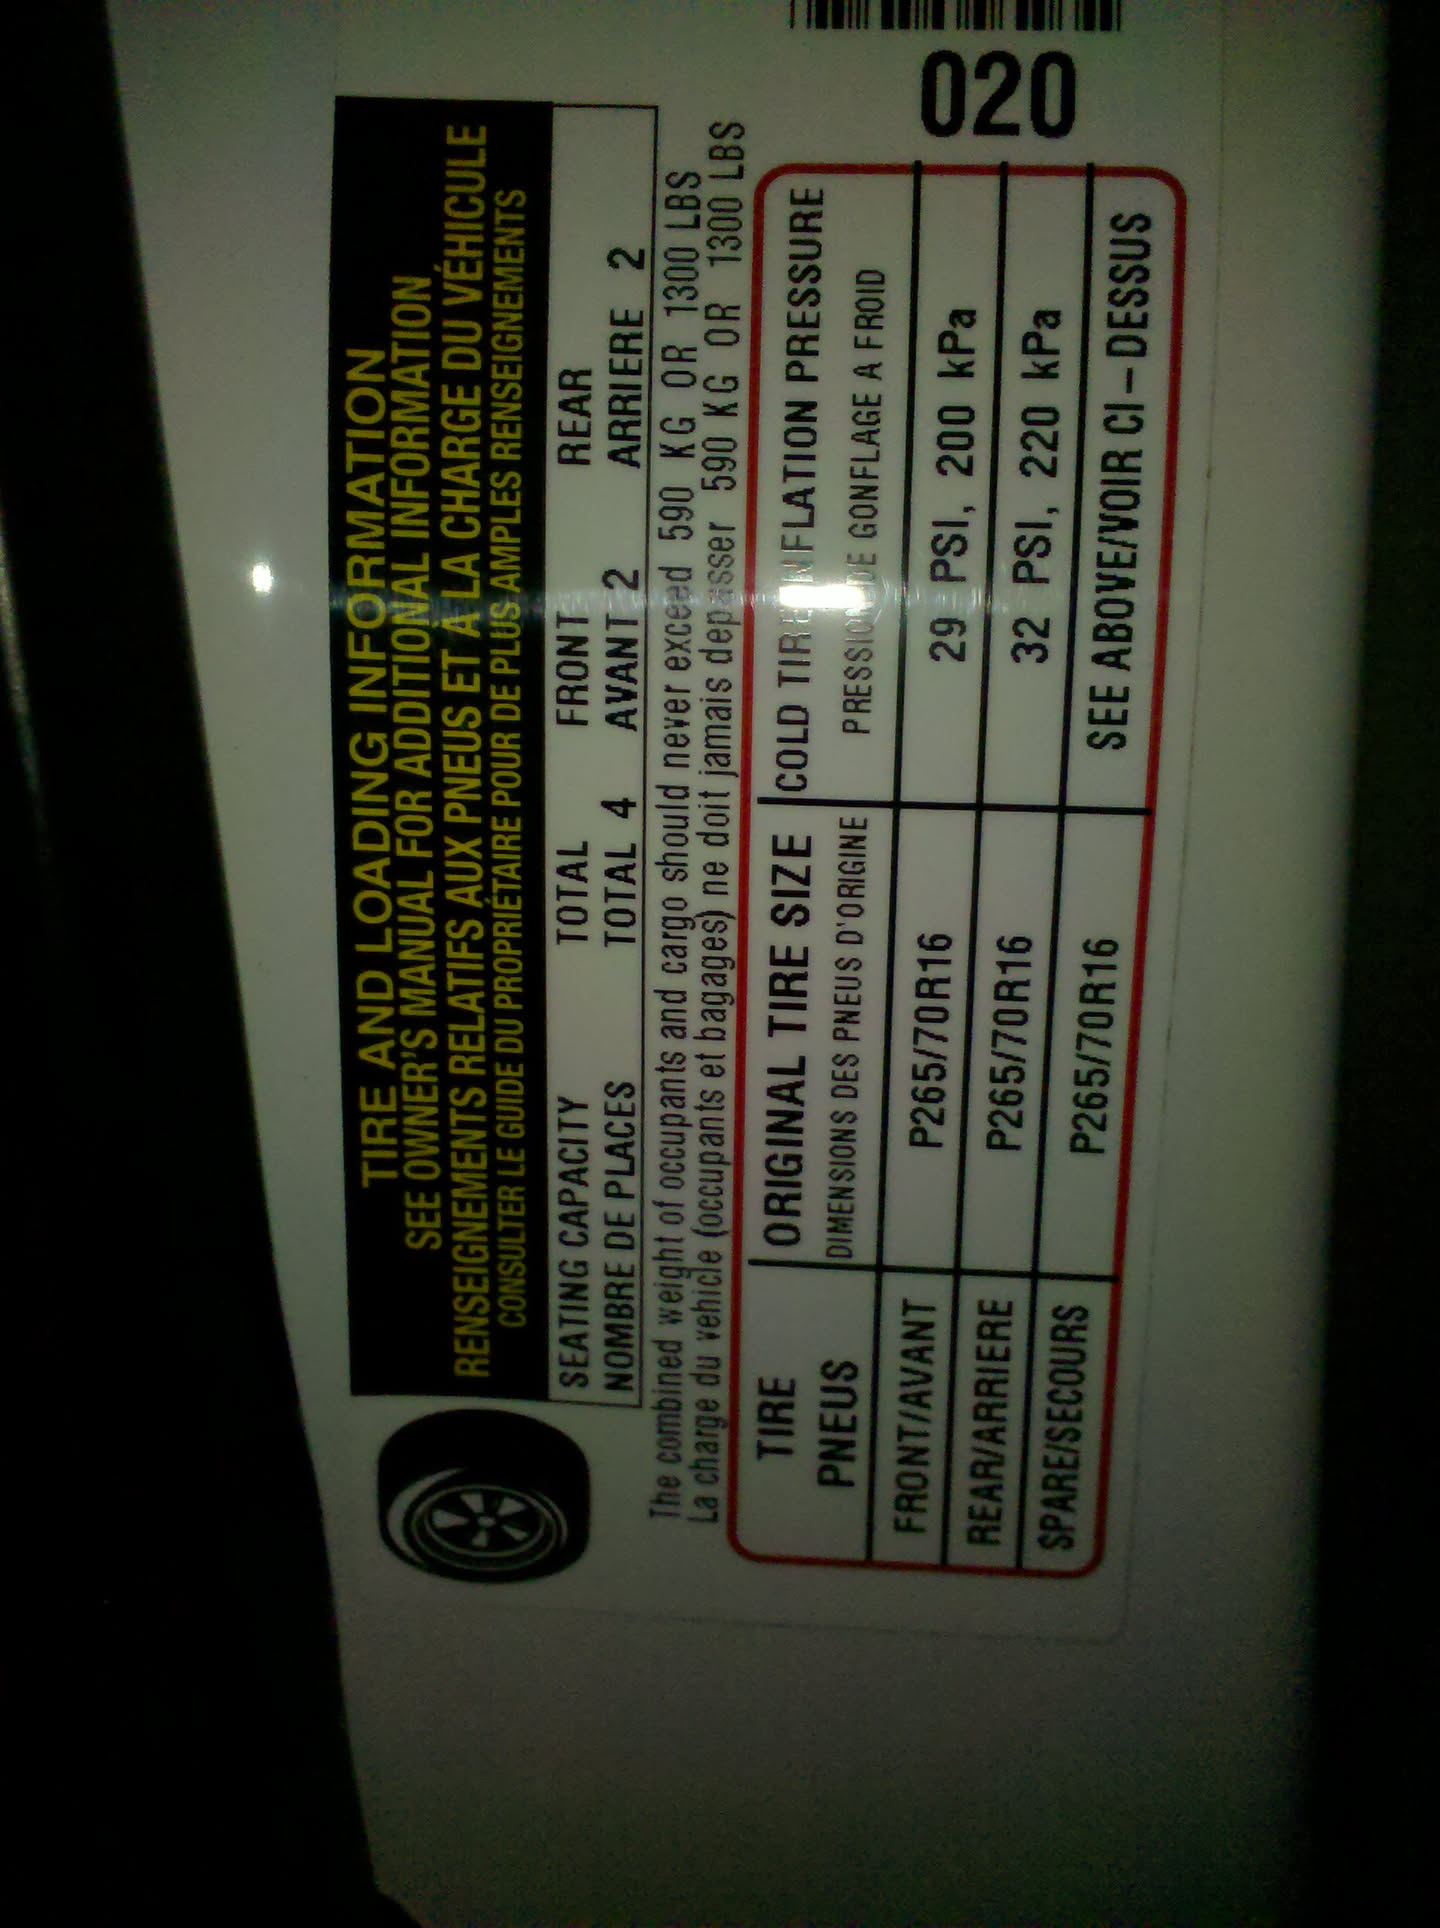 TIRE AND LOADING INFORMATION
SEE OWNER'S MANUAL FOR ADDITIONAL INFORMATION
RENSEIGNEMENTS RELATIFS AUX PNEUS ET A LA CHARGE DU VÉHICULE
CONSULTER LE GUIDE DU PROPRIÉTAIRE POUR DE PLUS AMPLES RENSEIGNEMENTS
SEATING CAPACITY TOTAL FRONT REAR
NOMBRE DE PLACES TOTAL 4 AVANT 2 ARRIERE 2
The combined weight of occupants and cargo should never exceed 590 KG OR 1300 LBS
La charge du vehicle (occupants et bagages) ne doit jamais depasser 590 KG OR 1300 LBS
TIRE ORIGINAL TIRE SIZE COLD TIRE INFLATION PRESSURE
PNEUS DIMENSIONS DES PNEUS D'ORIGINE PRESSION DE GONFLAGE A FROID
FRONT/AVANT P265/70R16 29 PSI, 200 kPa
REAR/ARRIERE P265/70R16 32 PSI, 220 kPa
SPARE/SECOURS P265/70R16 SEE ABOVE/VOIR CI-DESSUS
020